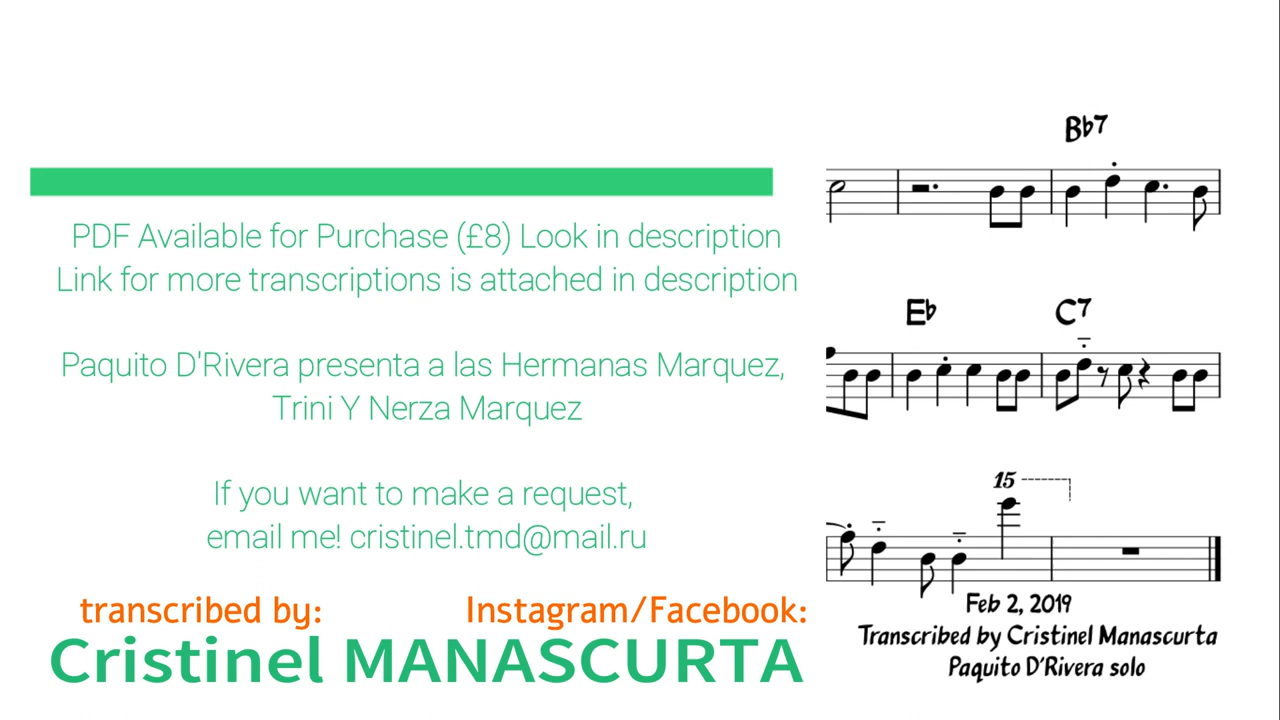 PDF Available for Purchase (£8) Look in description
Link for more transcriptions is attached in description
Paquito D'Rivera presenta a las Hermanas Marquez,
Trini Y Nerza Marquez
If you want to make a request,
email me! cristinel.tmd@mail.ru
transcribed by: Instagram/Facebook:
Cristinel MANASCURTA
B♭7
E♭ C7
15
Feb 2, 2019
Transcribed by Cristinel Manascurta
Paquito D'Rivera solo